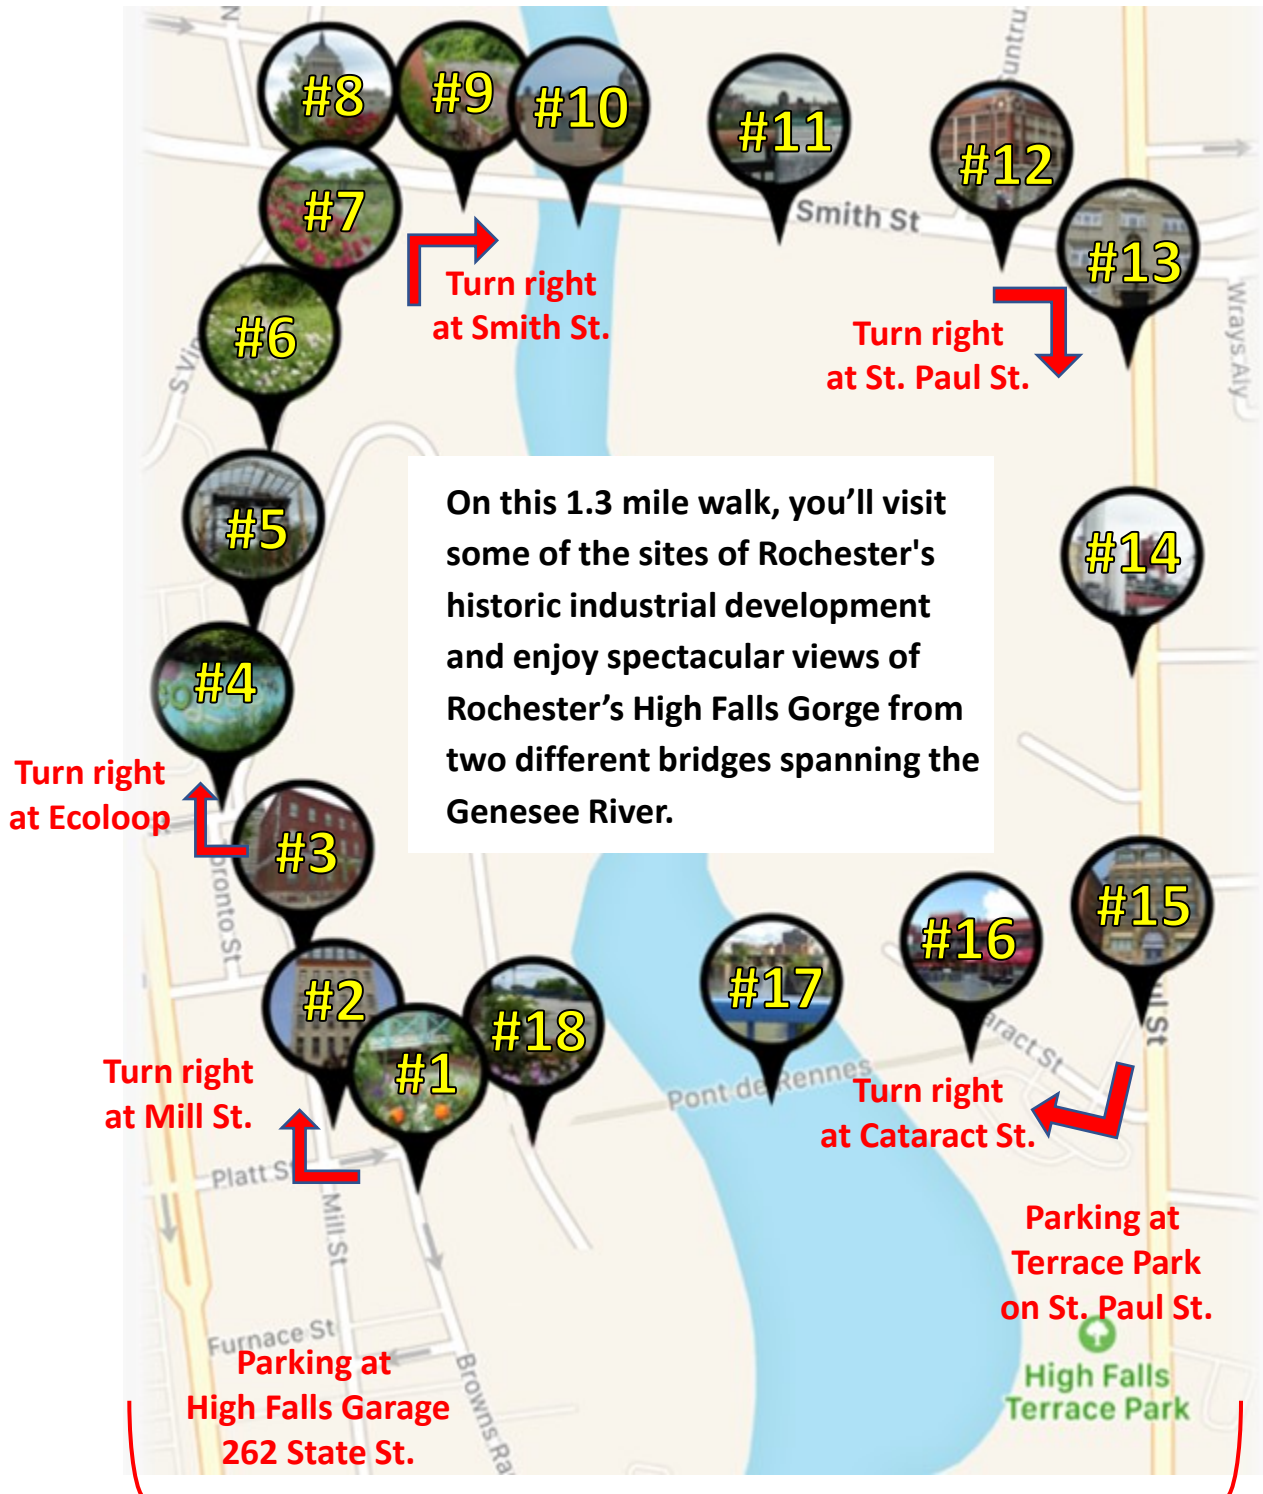 #8
#9
#10
#11
#12
#7
Smith St
#13
Turn right
at Smith St.
#6
Turn right
at St. Paul St.
Wrays Aly
On this 1.3 mile walk, you’ll visit
some of the sites of Rochester's
historic industrial development
and enjoy spectacular views of
Rochester’s High Falls Gorge from
two different bridges spanning the
Genesee River.
#5
#14
#4
Turn right
at Ecoloop
#3
#15
#16
#17
#2
#18
#1
Pont de Rennes
Turn right
at Mill St.
Turn right
at Cataract St.
Platt St
Mill St
Parking at
Terrace Park
on St. Paul St.
Furnace St
Parking at
High Falls Garage
262 State St.
High Falls
Terrace Park